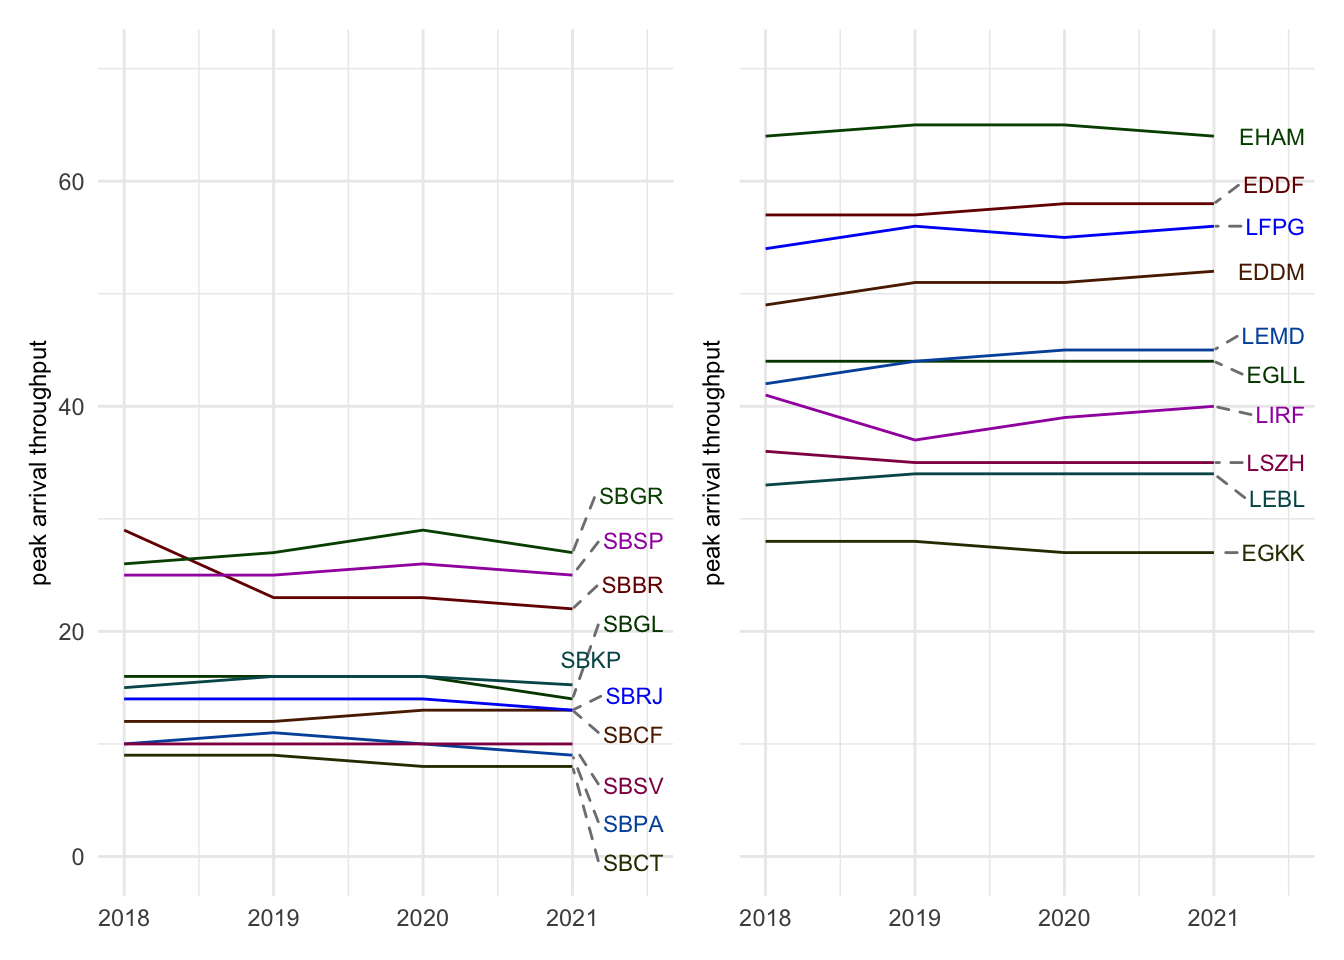 peak arrival throughput
60
40
20
0
2018 2019 2020 2021
SBGR
SBSP
SBBR
SBGL
SBKP
SBRJ
SBCF
SBSV
SBPA
SBCT
peak arrival throughput
2018 2019 2020 2021
EHAM
EDDF
LFPG
EDDM
LEMD
EGLL
LIRF
LSZH
LEBL
EGKK